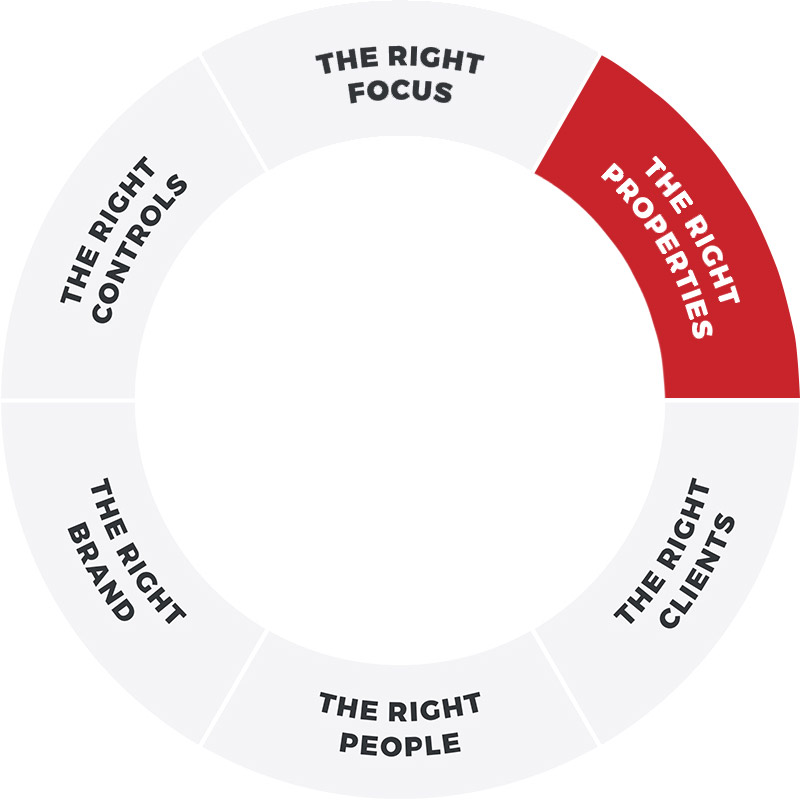 THE RIGHT
FOCUS
THE RIGHT
PROPERTIES
THE RIGHT
CLIENTS
THE RIGHT
PEOPLE
THE RIGHT
BRAND
THE RIGHT
CONTROLS